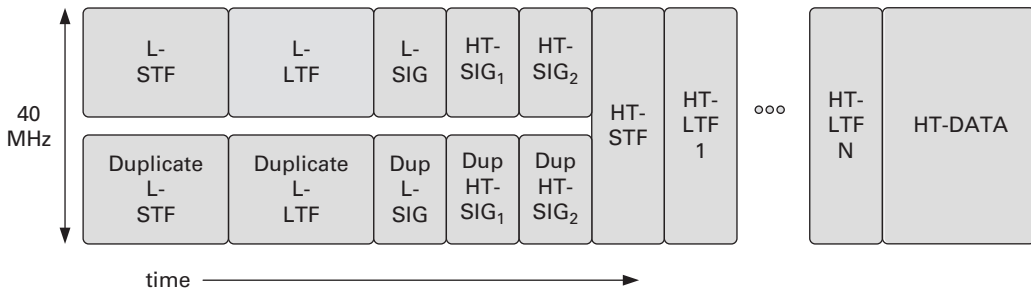 L-
STF
L-
LTF
L-
SIG
HT-
SIG₁
HT-
SIG₂
40
MHz
HT-
STF
HT-
LTF
1
HT-
LTF
N
HT-DATA
Duplicate
L-
STF
Duplicate
L-
LTF
Dup
L-
SIG
Dup
HT-
SIG₁
Dup
HT-
SIG₂
time